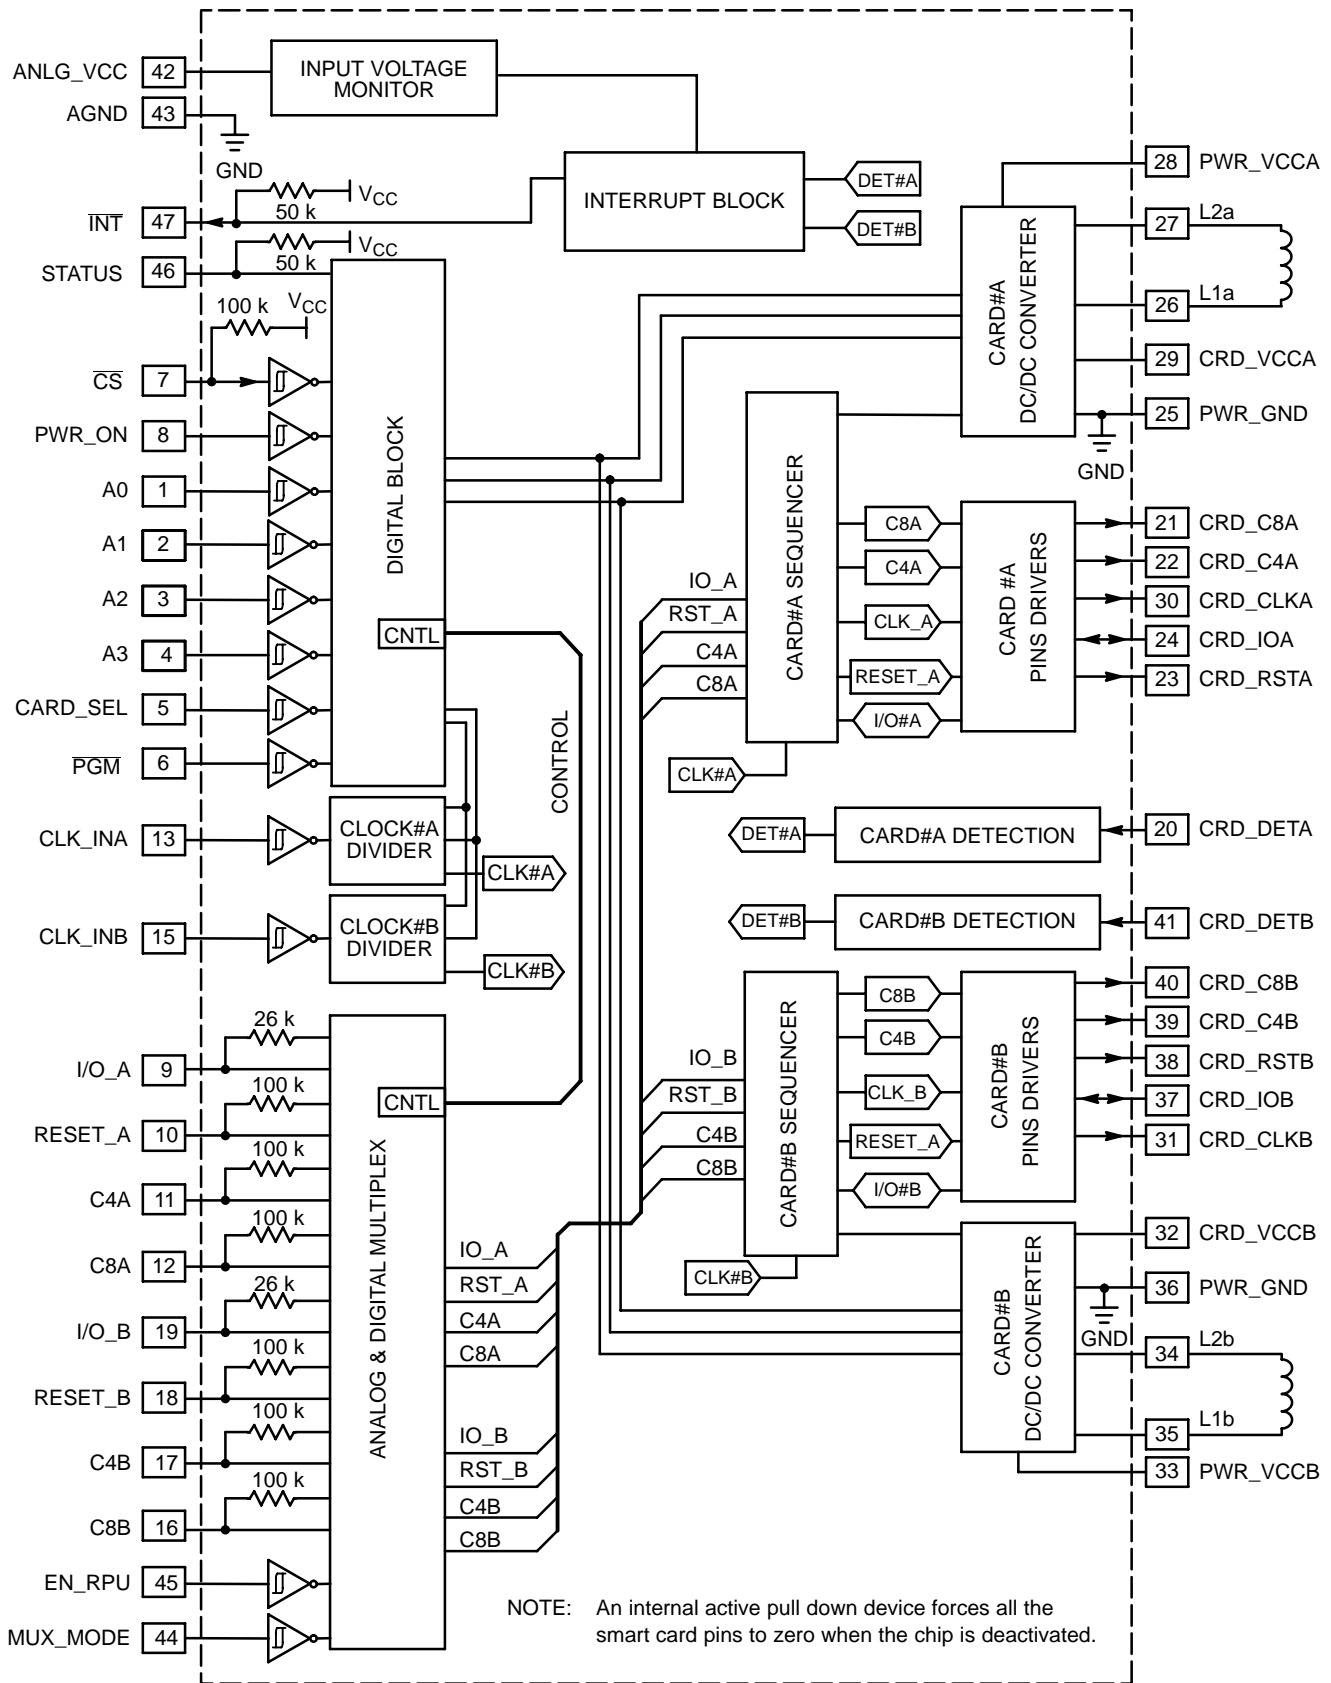 ANLG_VCC 42
INPUT VOLTAGE
MONITOR
AGND 43
GND
INT 47
V_CC
50 k
INTERRUPT BLOCK
DET#A
DET#B
STATUS 46
V_CC
50 k
28 PWR_VCCA
27 L2a
26 L1a
29 CRD_VCCA
25 PWR_GND
GND
CARD#A
DC/DC CONVERTER
100 k
V_CC
CS 7
PWR_ON 8
A0 1
A1 2
A2 3
A3 4
CARD_SEL 5
PGM 6
DIGITAL BLOCK
CNTL
CONTROL
CLK_INA 13
CLOCK#A
DIVIDER
CLK#A
CLK_INB 15
CLOCK#B
DIVIDER
CLK#B
IO_A
RST_A
C4A
C8A
CARD#A SEQUENCER
CLK#A
C8A
C4A
CLK_A
RESET_A
I/O#A
CARD #A
PINS DRIVERS
21 CRD_C8A
22 CRD_C4A
30 CRD_CLKA
24 CRD_IOA
23 CRD_RSTA
DET#A
CARD#A DETECTION
20 CRD_DETA
DET#B
CARD#B DETECTION
41 CRD_DETB
IO_B
RST_B
C4B
C8B
CARD#B SEQUENCER
CLK#B
C8B
C4B
CLK_B
RESET_A
I/O#B
CARD#B
PINS DRIVERS
40 CRD_C8B
39 CRD_C4B
38 CRD_RSTB
37 CRD_IOB
31 CRD_CLKB
26 k
I/O_A 9
100 k
RESET_A 10
100 k
C4A 11
100 k
C8A 12
26 k
I/O_B 19
100 k
RESET_B 18
100 k
C4B 17
100 k
C8B 16
EN_RPU 45
MUX_MODE 44
CNTL
ANALOG & DIGITAL MULTIPLEX
IO_A
RST_A
C4A
C8A
IO_B
RST_B
C4B
C8B
CARD#B
DC/DC CONVERTER
32 CRD_VCCB
36 PWR_GND
GND
34 L2b
35 L1b
33 PWR_VCCB
NOTE: An internal active pull down device forces all the
smart card pins to zero when the chip is deactivated.